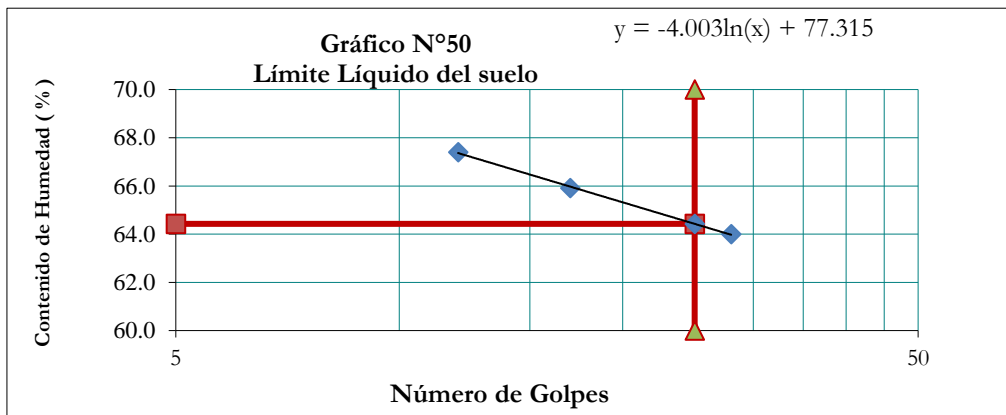 y = -4.003ln(x) + 77.315
Gráfico N°50
Límite Líquido del suelo
Contenido de Humedad ( % )
70.0
68.0
66.0
64.0
62.0
60.0
5
50
Número de Golpes